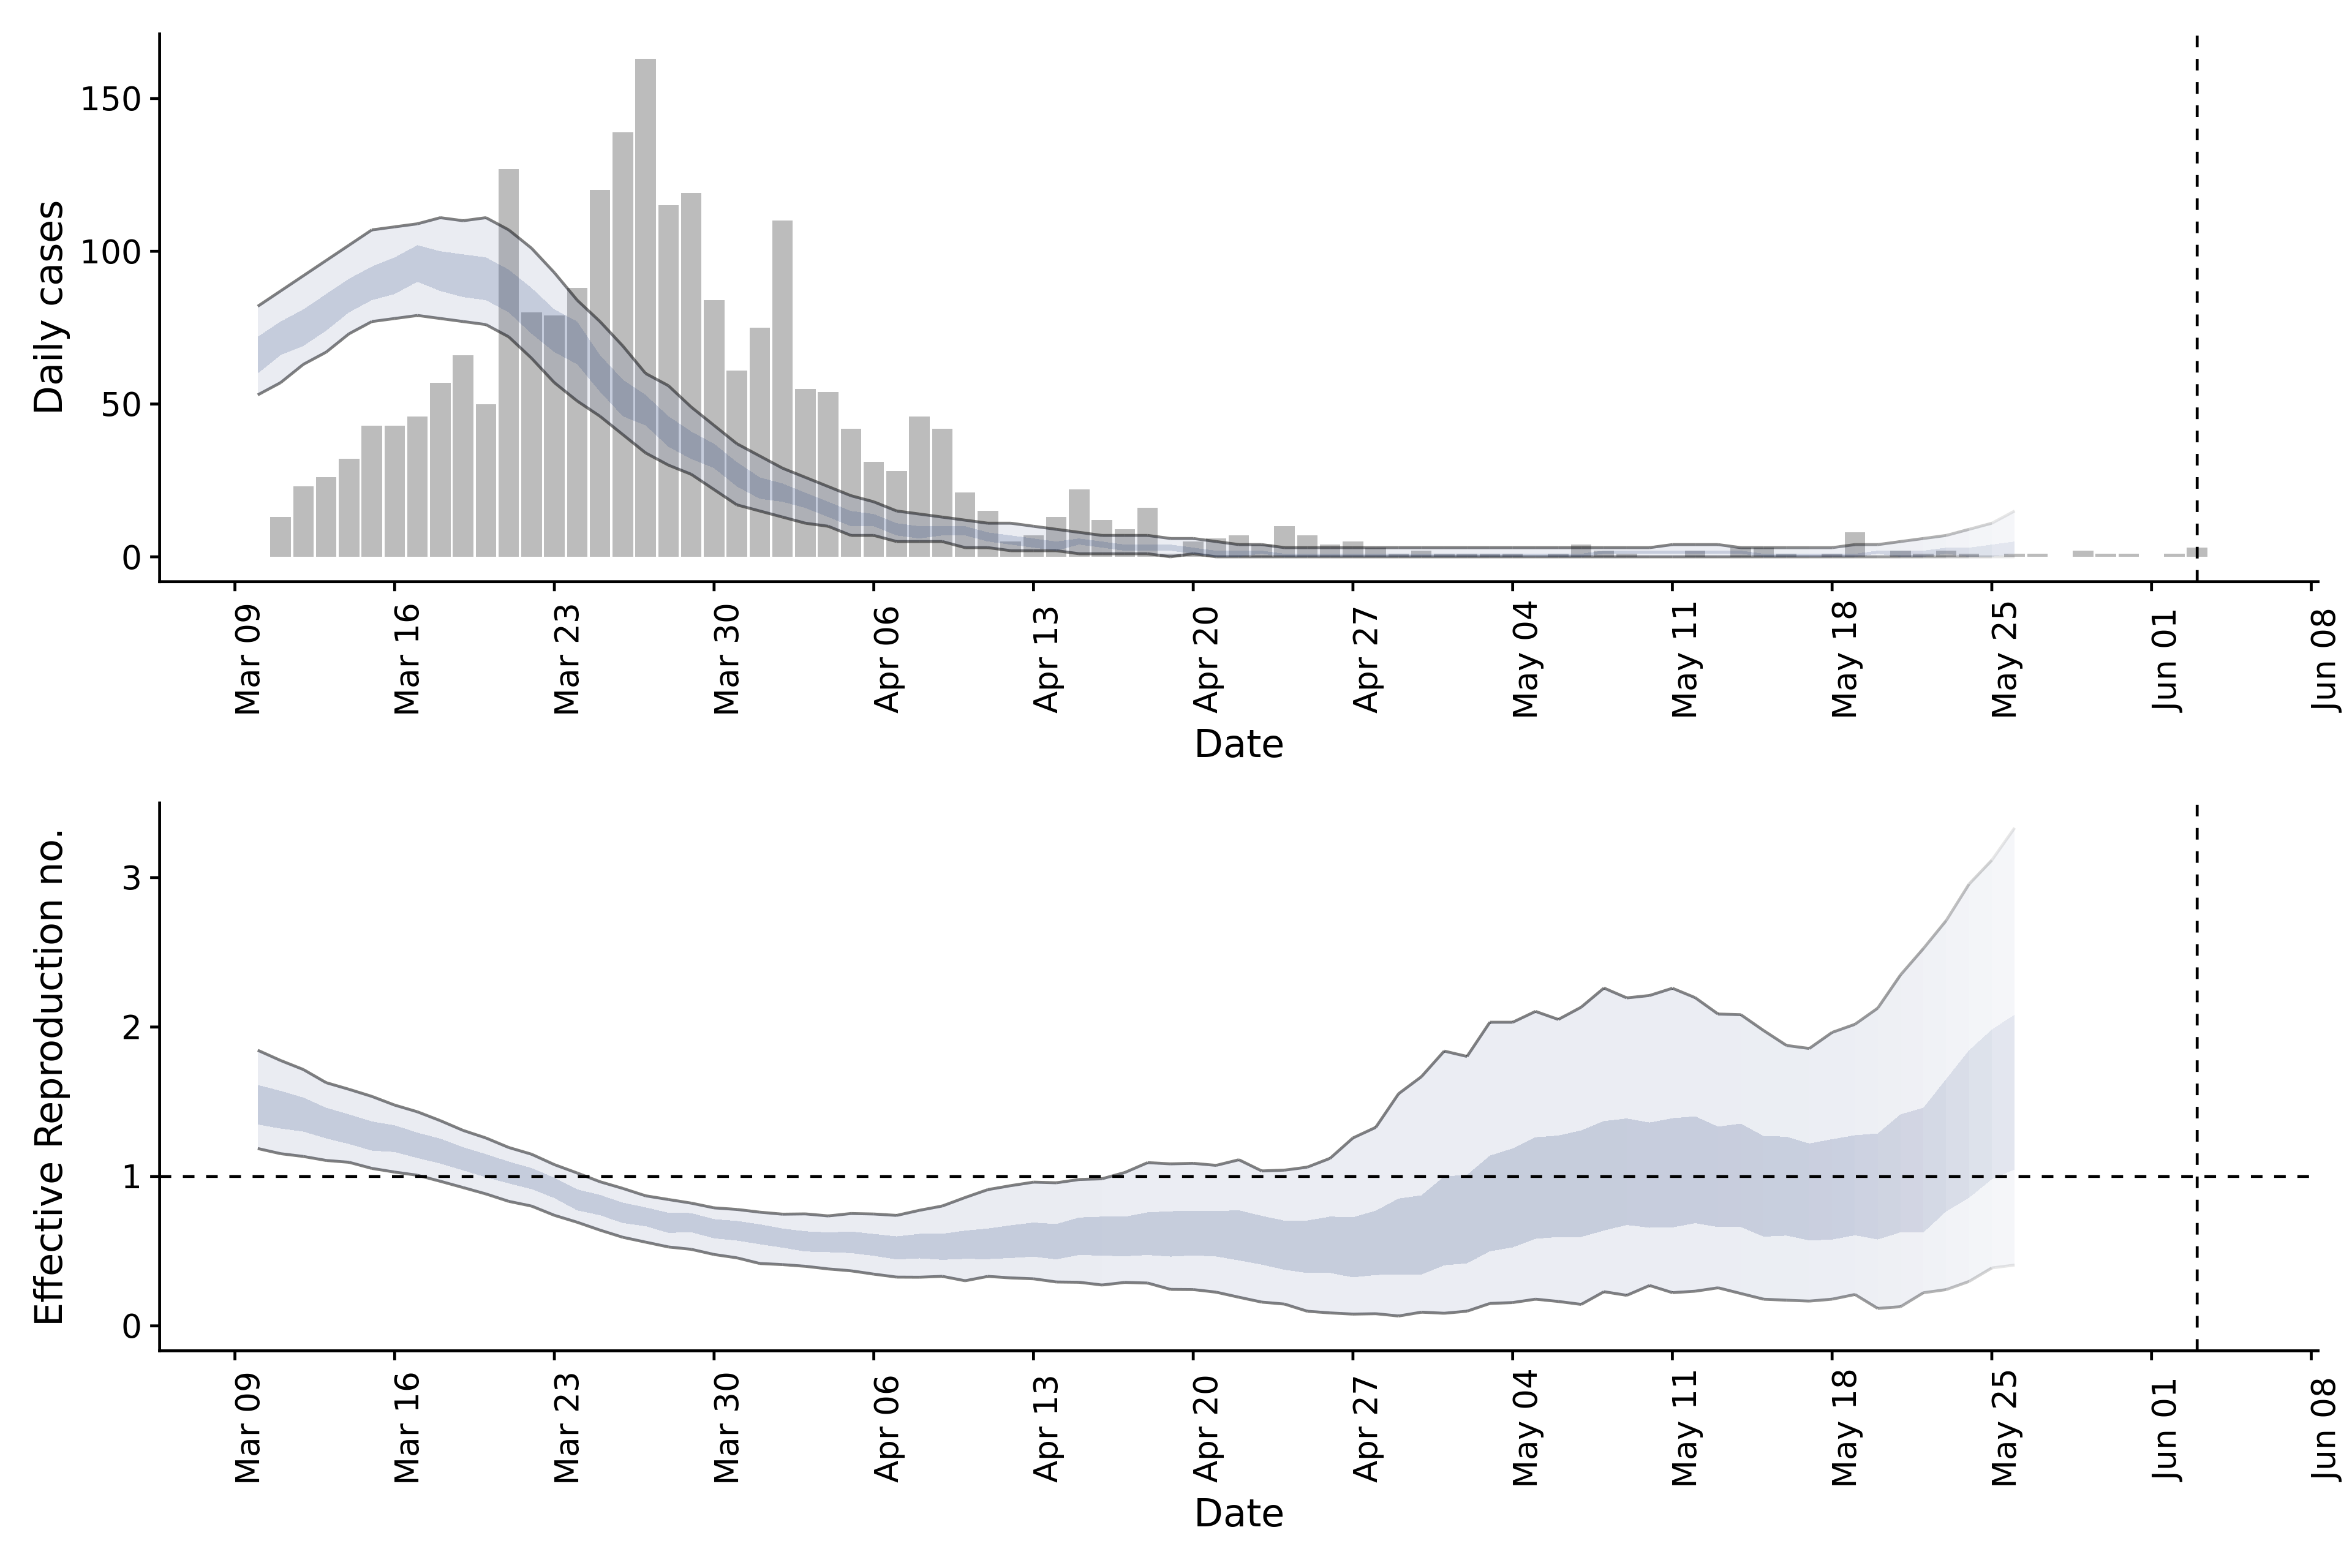 Daily cases
150
100
50
0
Mar 09
Mar 16
Mar 23
Mar 30
Apr 06
Apr 13
Apr 20
Apr 27
May 04
May 11
May 18
May 25
Jun 01
Jun 08
Date
Effective Reproduction no.
3
2
1
0
Mar 09
Mar 16
Mar 23
Mar 30
Apr 06
Apr 13
Apr 20
Apr 27
May 04
May 11
May 18
May 25
Jun 01
Jun 08
Date